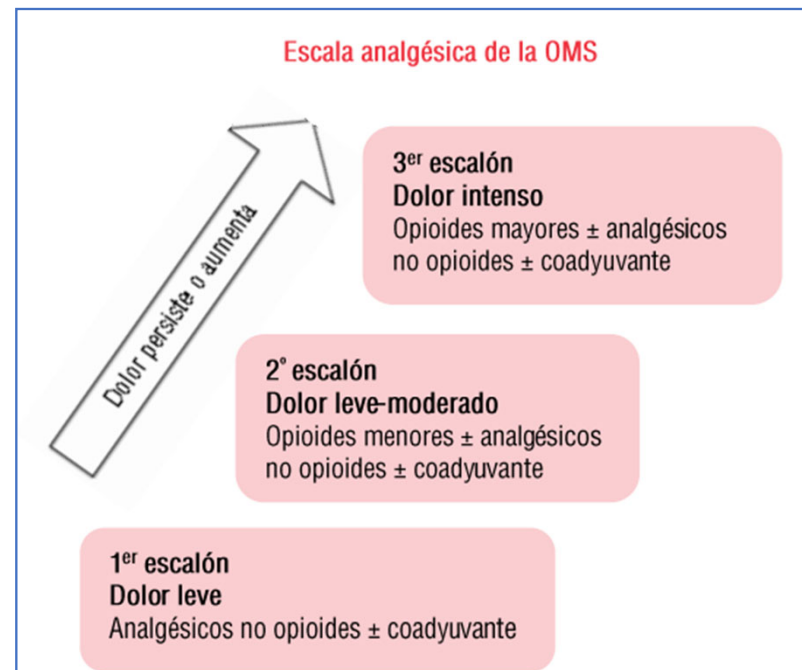 Escala analgésica de la OMS
Dolor persiste o aumenta
3er escalón
Dolor intenso
Opioides mayores ± analgésicos
no opioides ± coadyuvante
2º escalón
Dolor leve-moderado
Opioides menores ± analgésicos
no opioides ± coadyuvante
1er escalón
Dolor leve
Analgésicos no opioides ± coadyuvante